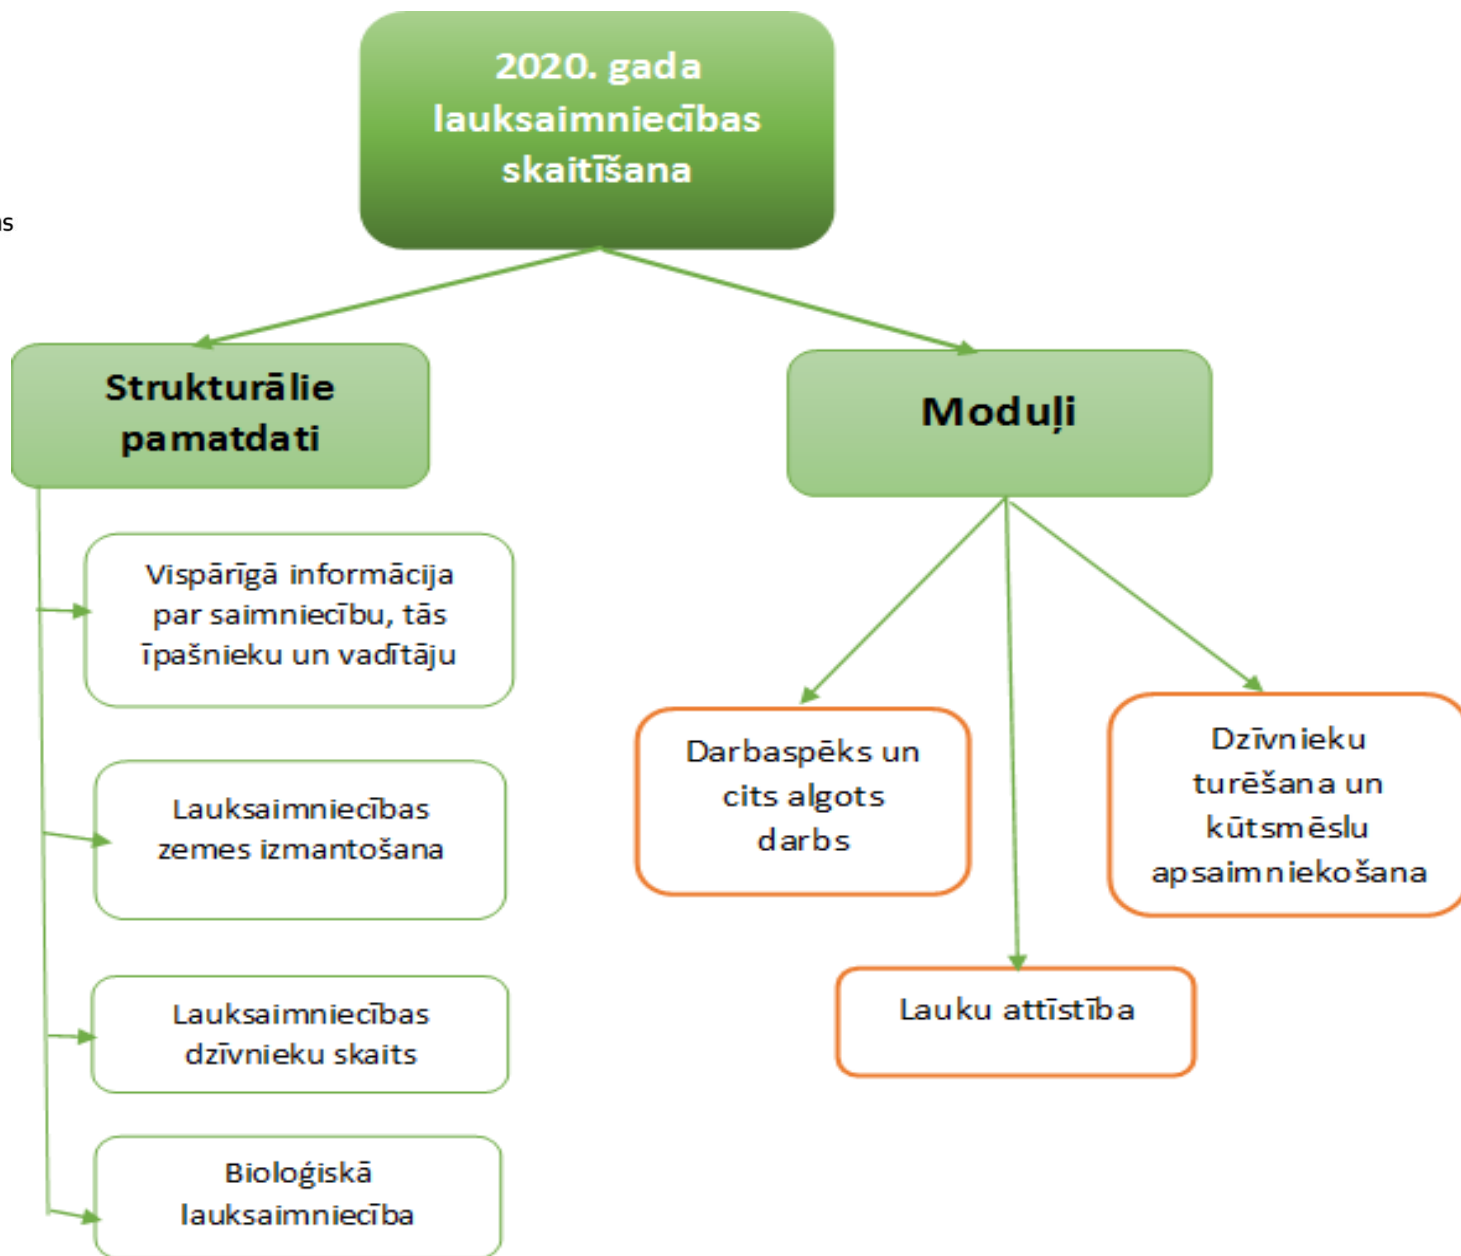 2020. gada
lauksaimniecības
skaitīšana
Strukturālie
pamatdati
Vispārīgā informācija
par saimniecību, tās
īpašnieku un vadītāju
Lauksaimniecības
zemes izmantošana
Lauksaimniecības
dzīvnieku skaits
Bioloģiskā
lauksaimniecība
Moduļi
Darbaspēks un
cits algots
darbs
Lauku attīstība
Dzīvnieku
turēšana un
kūtsmēslu
apsaimniekošana